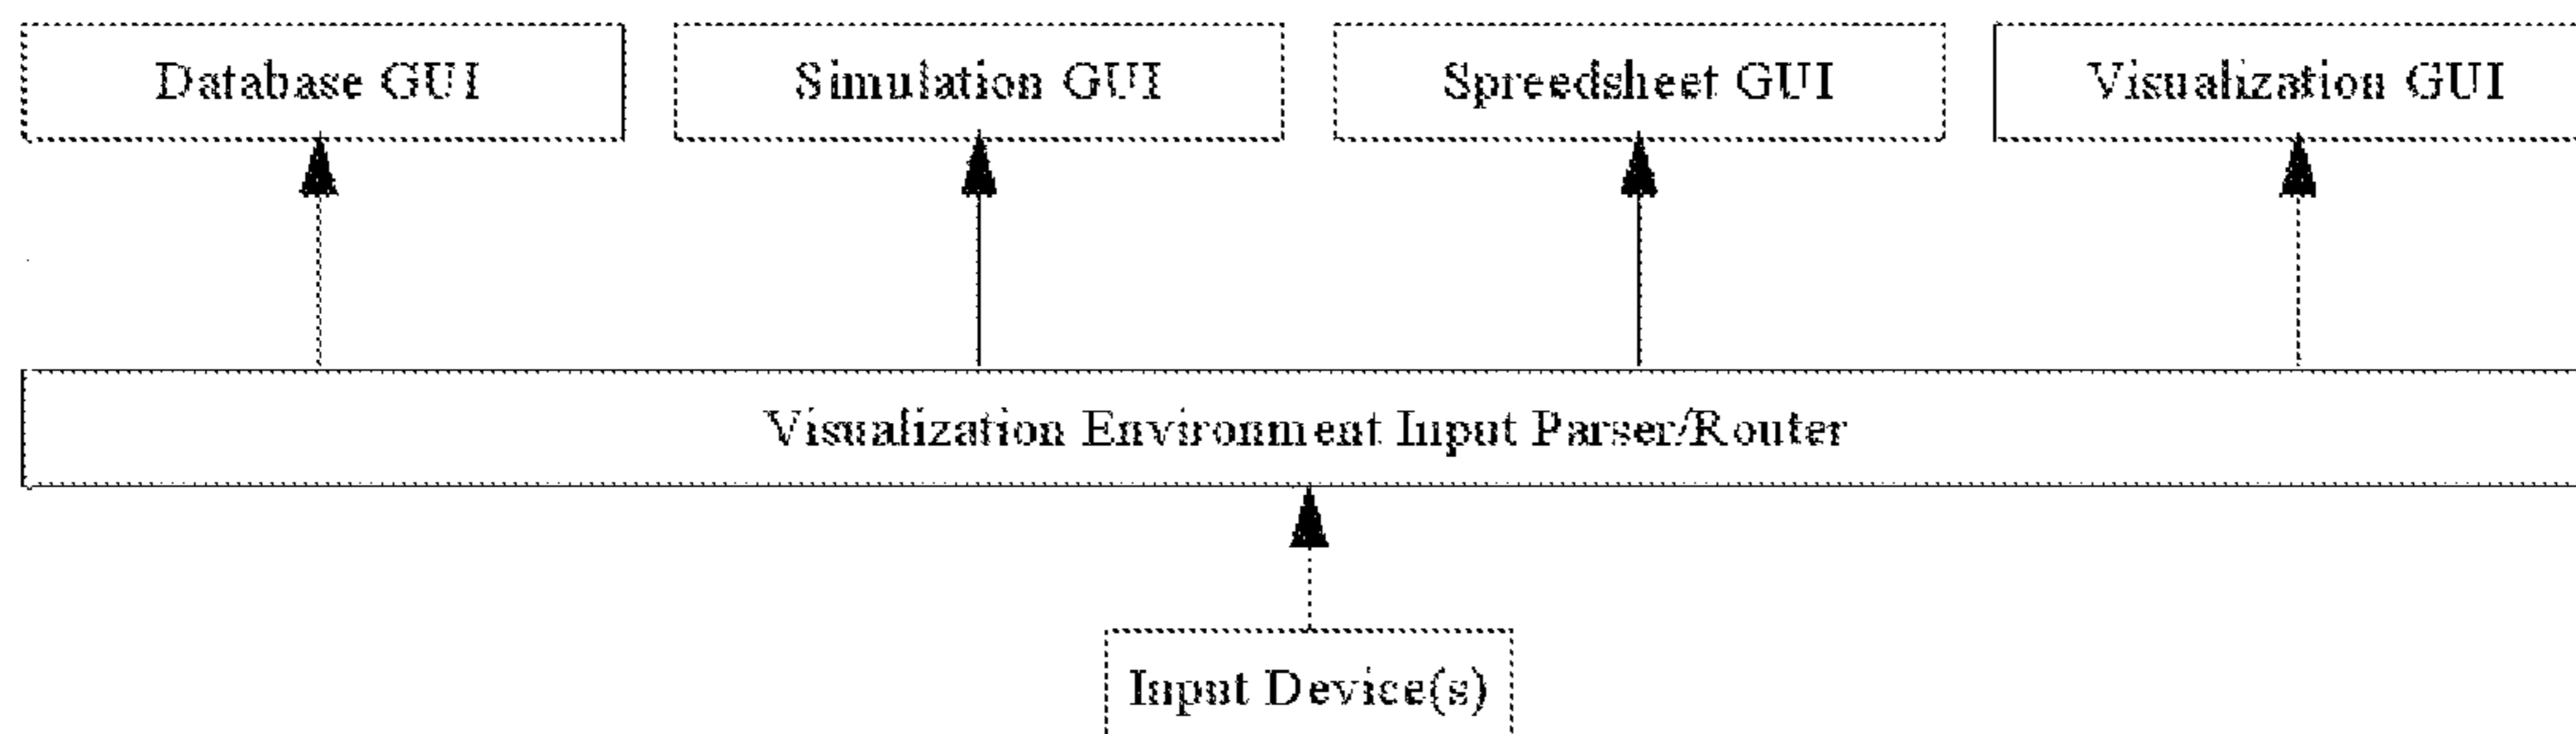 Database GUI
Simulation GUI
Spreedsheet GUI
Visualization GUI
Visualization Environment Input Parser/Router
Input Device(s)